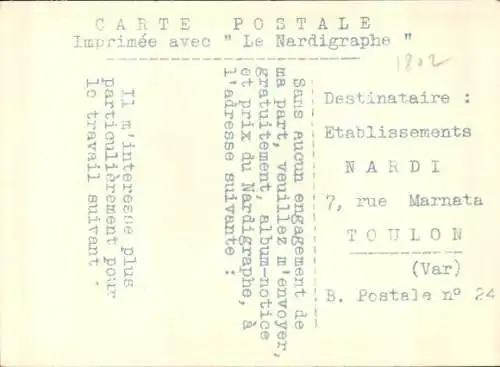 CARTE POSTALE
Imprimée avec " Le Nardigraphe "
1802
Destinataire :
Etablissements
NARDI
7, rue Marnata
TOULON
(Var)
B. Postale n° 24
Sans aucun engagement de
ma part, veuillez m'envoyer,
gratuitement, album-notice
et prix du Nardigraphe, à
l'adresse suivante :
Il m'interesse plus
particulièrement pour
le travail suivant :